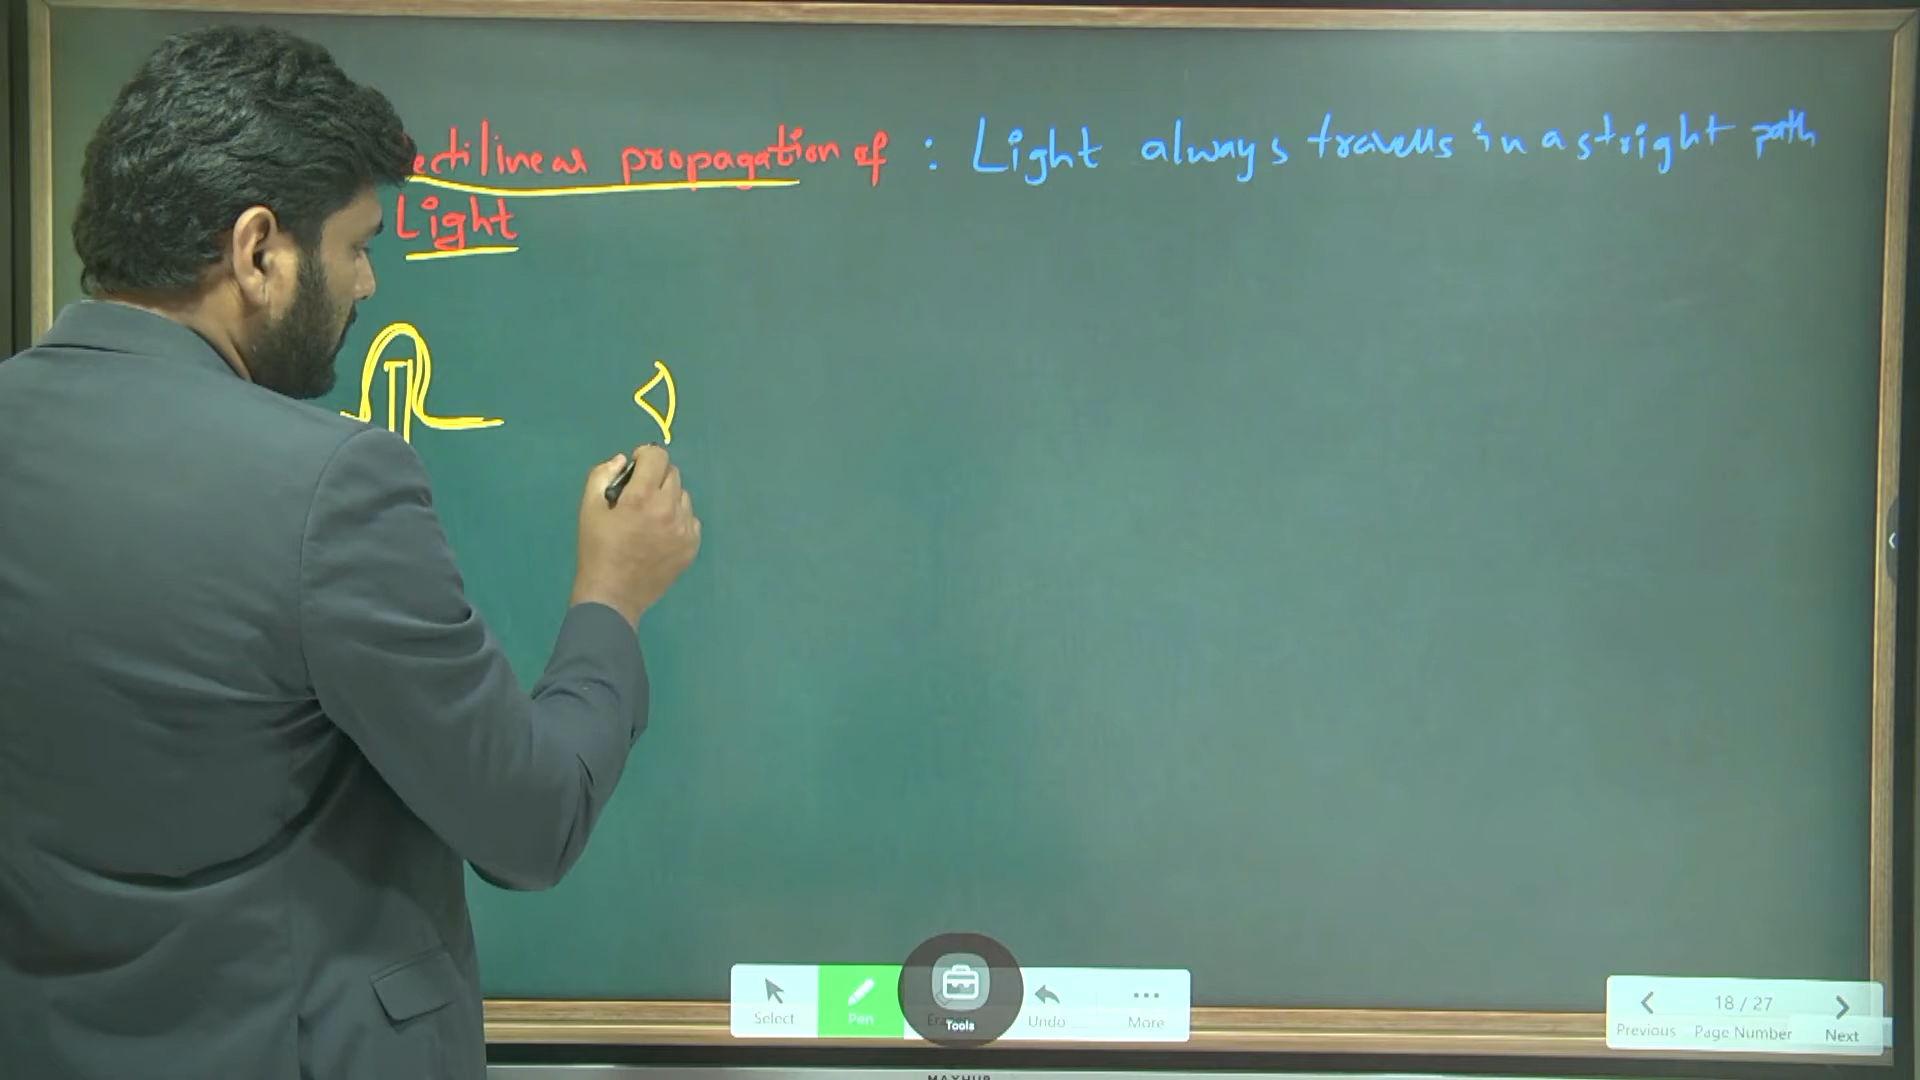 ectilinear propagation of : Light always travells in a stright path
Light
Select
Pen
Tools
Undo
More
18 / 27
Previous
Page Number
Next